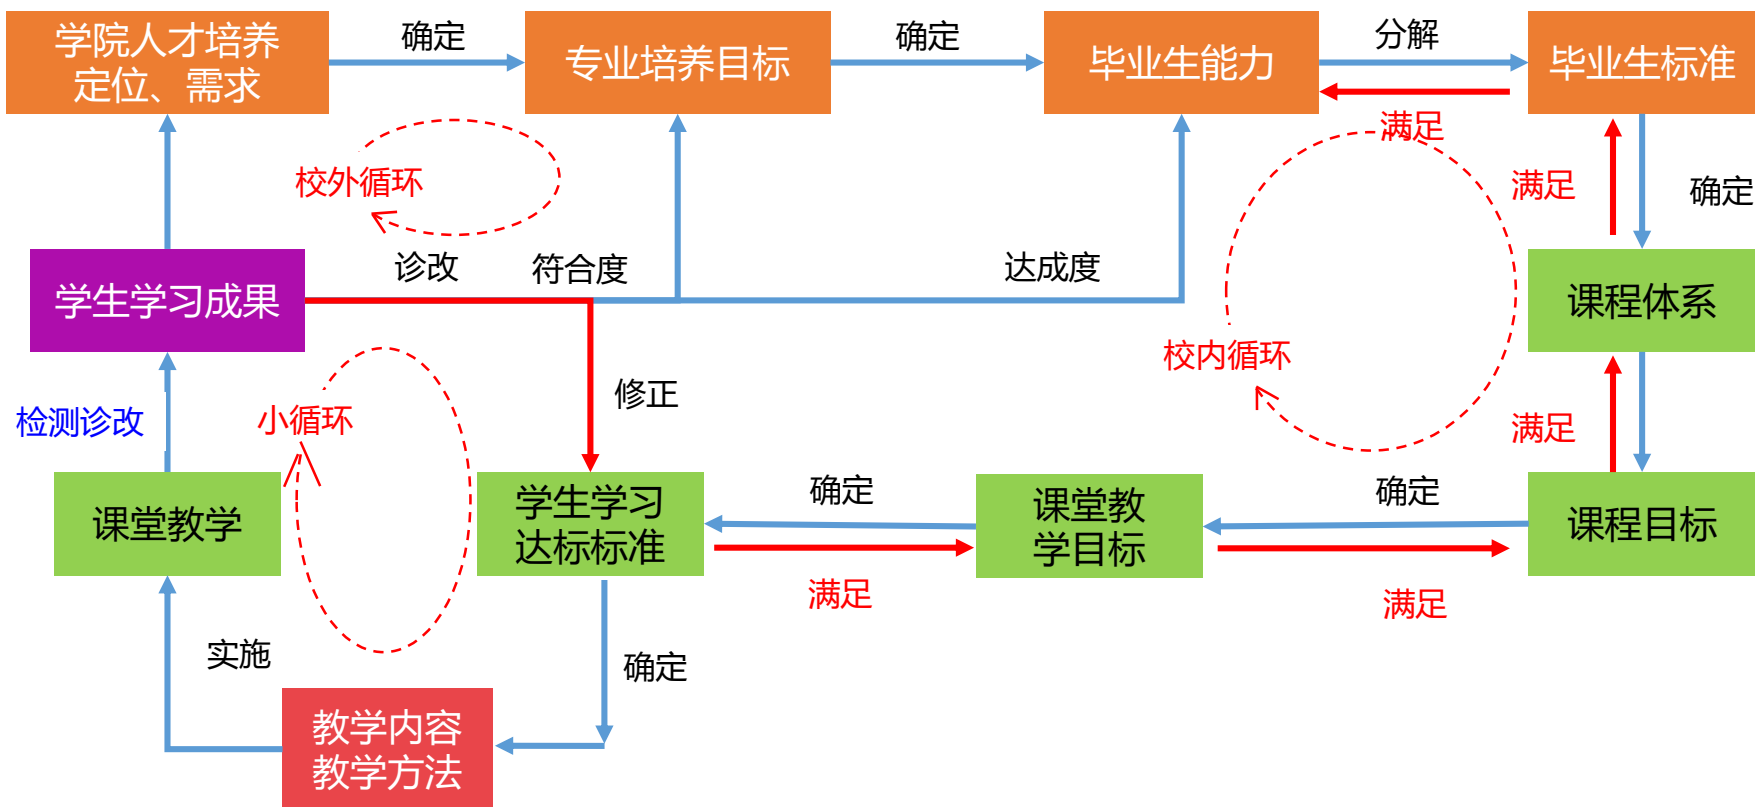 学院人才培养
定位、需求
确定
专业培养目标
确定
毕业生能力
分解
毕业生标准
满足
校外循环
满足
确定
学生学习成果
诊改
符合度
达成度
课程体系
校内循环
修正
检测诊改
小循环
满足
课堂教学
学生学习
达标标准
确定
满足
课堂教
学目标
确定
满足
课程目标
实施
确定
教学内容
教学方法